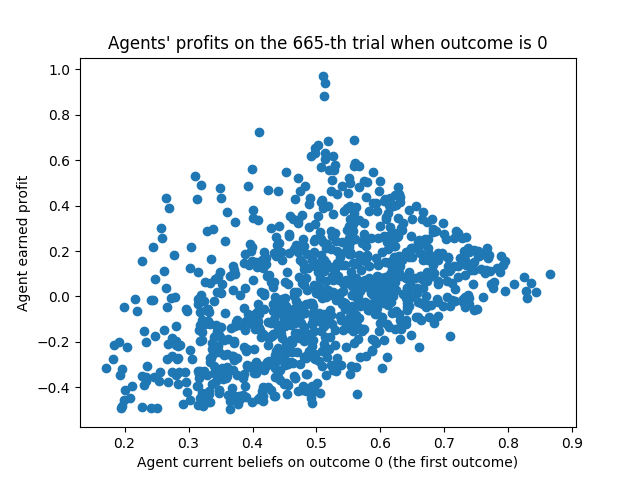 Agents' profits on the 665-th trial when outcome is 0
1.0
0.8
0.6
0.4
0.2
0.0
−0.2
−0.4
Agent earned profit
0.2 0.3 0.4 0.5 0.6 0.7 0.8 0.9
Agent current beliefs on outcome 0 (the first outcome)